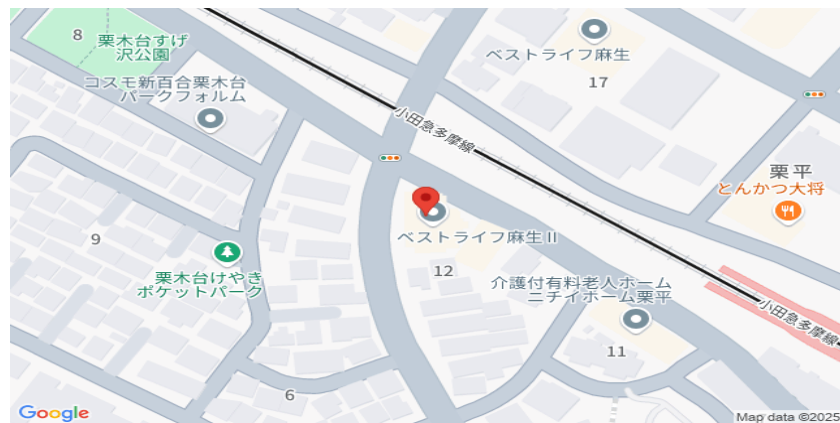 8
栗木台すげ
沢公園
コスモ新百合栗木台
パークフォルム
ベストライフ麻生
17
小田急多摩線
栗平
とんかつ大将
ベストライフ麻生Ⅱ
9
栗木台けやき
ポケットパーク
12
介護付有料老人ホーム
ニチイホーム栗平
小田急多摩線
11
6
Google
Map data ©2025